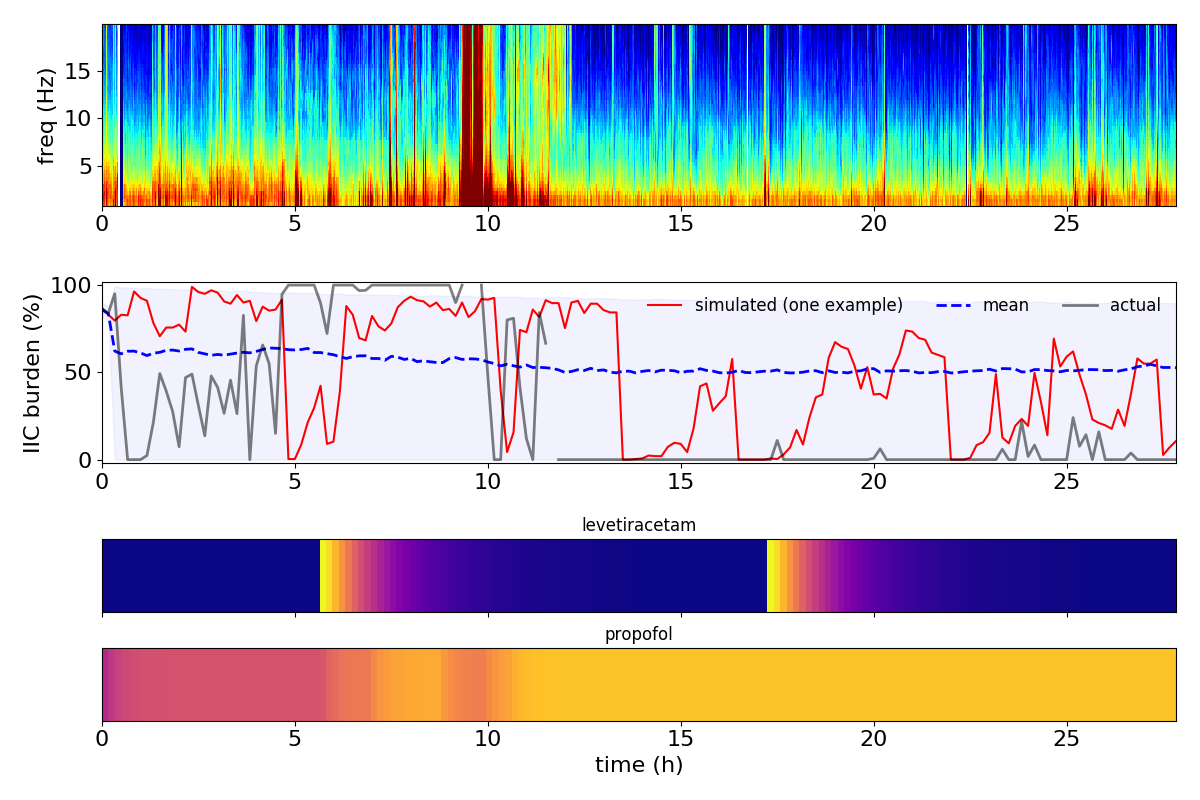 freq (Hz)
15
10
5
0 5 10 15 20 25
IIC burden (%)
100
50
0
simulated (one example) mean actual
0 5 10 15 20 25
levetiracetam
propofol
0 5 10 15 20 25
time (h)